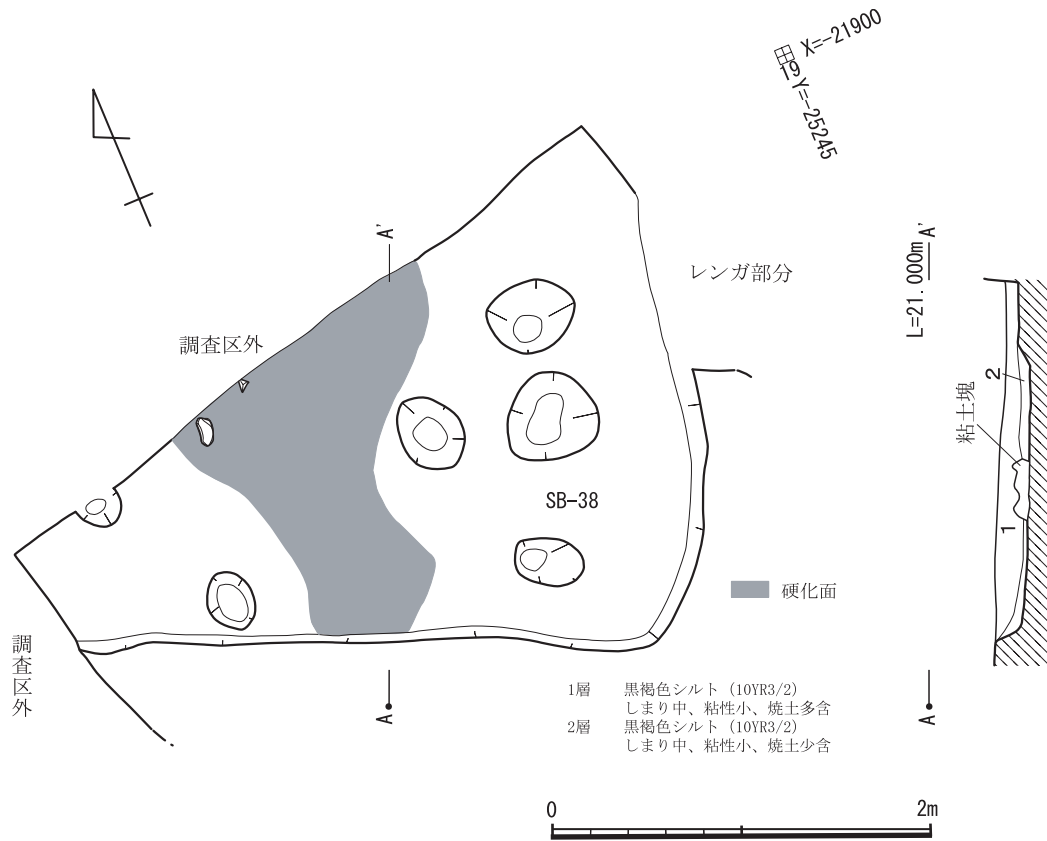 X=-21900
19
Y=-25245
A'
A'
L=21.000m
レンガ部分
調査区外
2
粘土塊
SB-38
1
硬化面
調査区外
A
A
1層 黒褐色シルト（10YR3/2）
しまり中、粘性小、焼土多含
2層 黒褐色シルト（10YR3/2）
しまり中、粘性小、焼土少含
0 2m